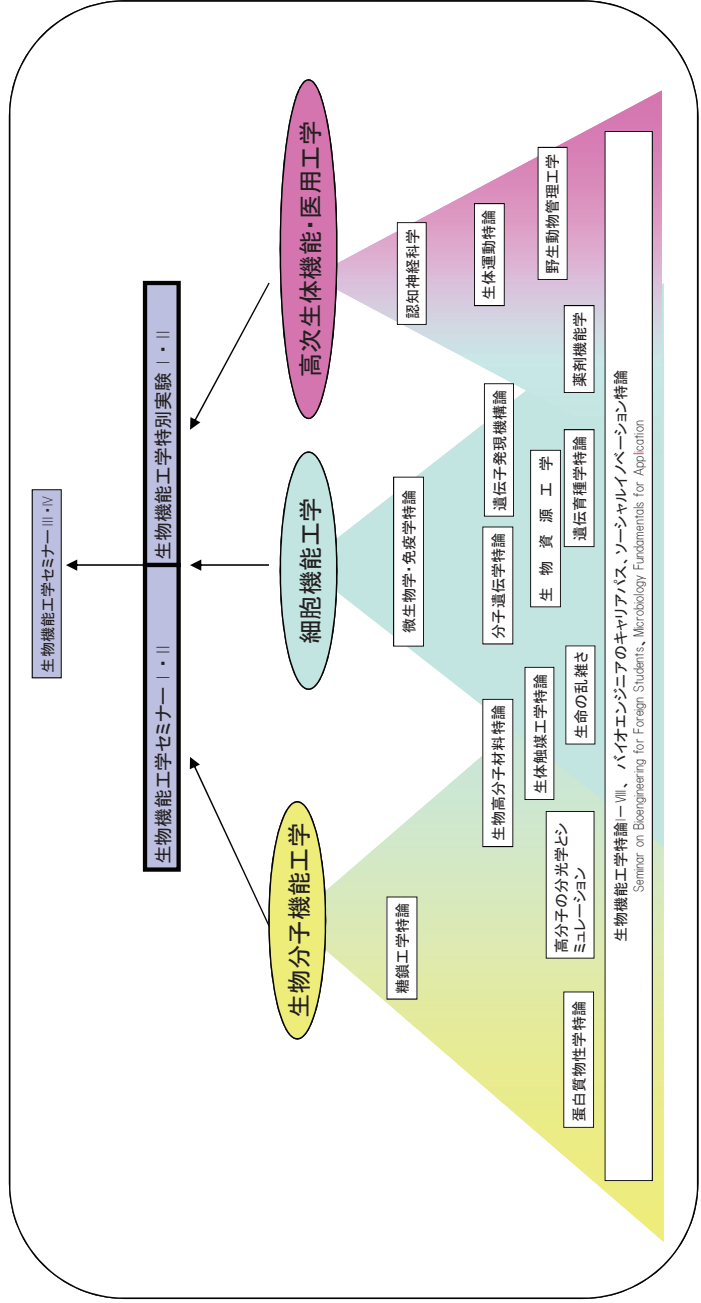 生物機能工学セミナーⅢ・Ⅳ
生物機能工学セミナーⅠ・Ⅱ
生物機能工学特別実験Ⅰ・Ⅱ
生物分子機能工学
細胞機能工学
高次生体機能・医用工学
糖鎖工学特論
微生物学・免疫学特論
認知神経科学
生物高分子材料特論
分子遺伝学特論
遺伝子発現機構論
生体運動特論
生体触媒工学特論
生物資源工学
野生動物管理工学
蛋白質物性学特論
高分子の分光学とシ
ミュレーション
生命の乱雑さ
遺伝育種学特論
薬剤機能学
生物機能工学特論Ⅰ－Ⅷ、バイオエンジニアのキャリアパス、ソーシャルイノベーション特論
Seminar on Bioengineering for Foreign Students、Microbiology Fundamentals for Application